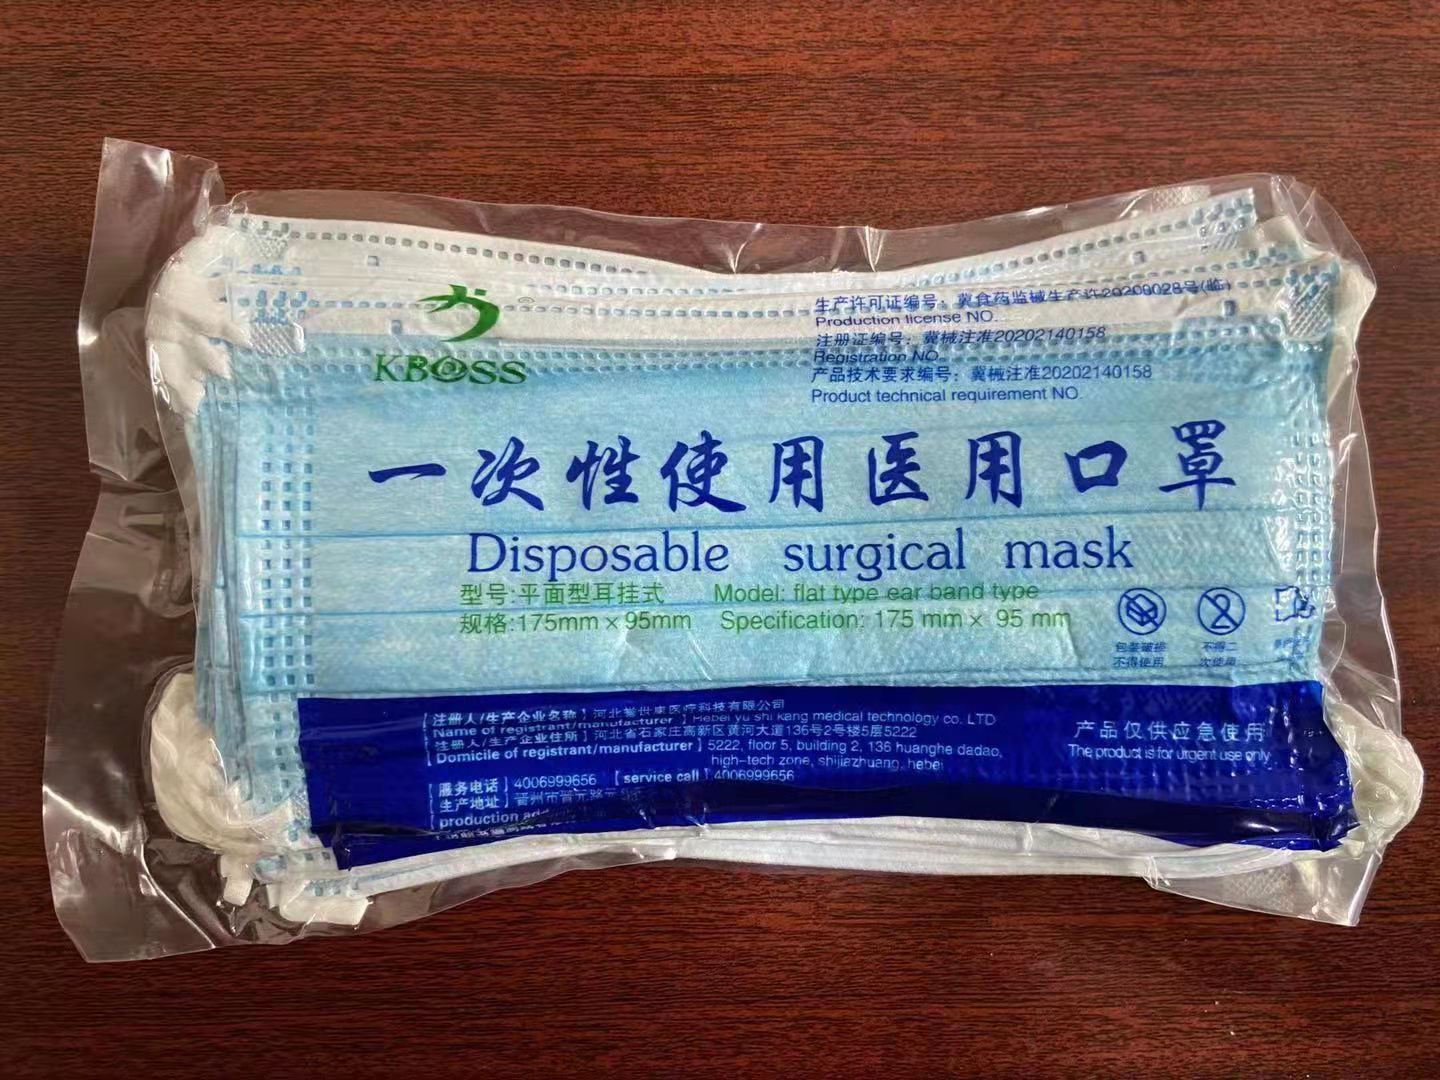 KBOSS
®
生产许可证编号：冀食药监械生产许20200028号(临)
Production license NO.
注册证编号：冀械注准20202140158
Registration NO.
产品技术要求编号：冀械注准20202140158
Product technical requirement NO.
一次性使用医用口罩
Disposable surgical mask
型号:平面型耳挂式 Model: flat type ear band type
规格:175mm×95mm Specification: 175 mm× 95 mm
包装破损
不得使用
不得二
次使用
【注册人/生产企业名称】河北誉世康医疗科技有限公司
Name of registrant/manufacturer】Hebei yu shi kang medical technology co. LTD
【注册人/生产企业住所】河北省石家庄高新区黄河大道136号2号楼5层5222
Domicile of registrant/manufacturer】5222, floor 5, building 2, 136 huanghe dadao,
high-tech zone, shijiazhuang, hebei
【服务电话】4006999656 【service call】4006999656
【生产地址】晋州市晋元路
production
产品仅供应急使用
The product is for urgent use only